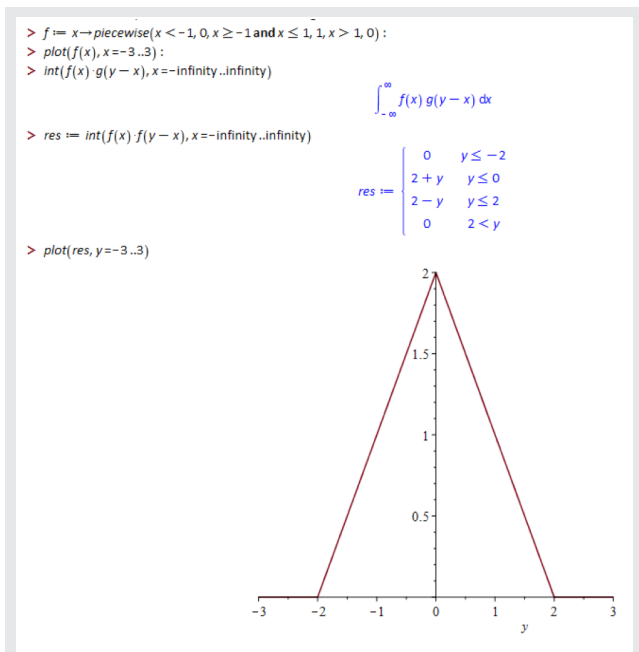 > f := x→piecewise(x < -1, 0, x ≥ -1 and x ≤ 1, 1, x > 1, 0) :
> plot(f(x), x = -3 ..3) :
> int(f(x)·g(y − x), x = -infinity ..infinity)
∫_{-∞}^{∞} f(x) g(y − x) dx
> res := int(f(x)·f(y − x), x = -infinity ..infinity)
res := { 0 y ≤ -2
2 + y y ≤ 0
2 − y y ≤ 2
0 2 < y
> plot(res, y = -3 ..3)
2
1.5
1
0.5
-3 -2 -1 0 1 2 3
y